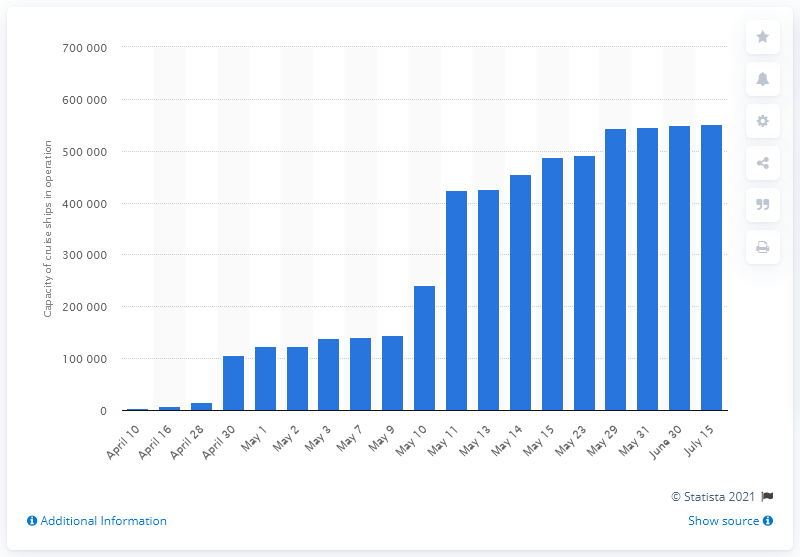 700 000
600 000
500 000
400 000
300 000
200 000
100 000
0
Capacity of cruise ships in operation
April 10
April 16
April 28
April 30
May 1
May 2
May 3
May 7
May 9
May 10
May 11
May 13
May 14
May 15
May 23
May 29
May 31
June 30
July 15
© Statista 2021
Additional Information
Show source